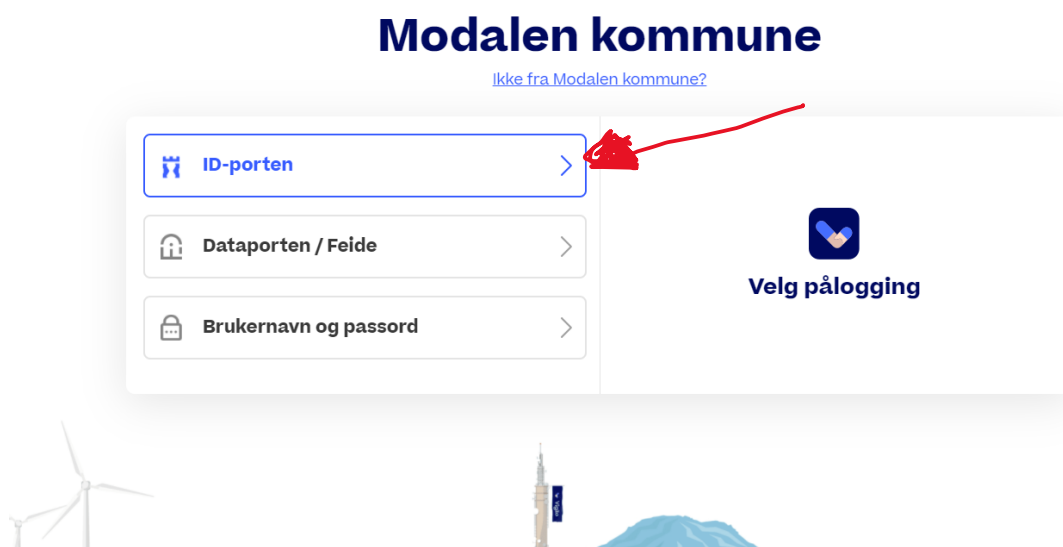 Modalen kommune
Ikke fra Modalen kommune?
ID-porten
Dataporten / Feide
Brukernavn og passord
Velg pålogging